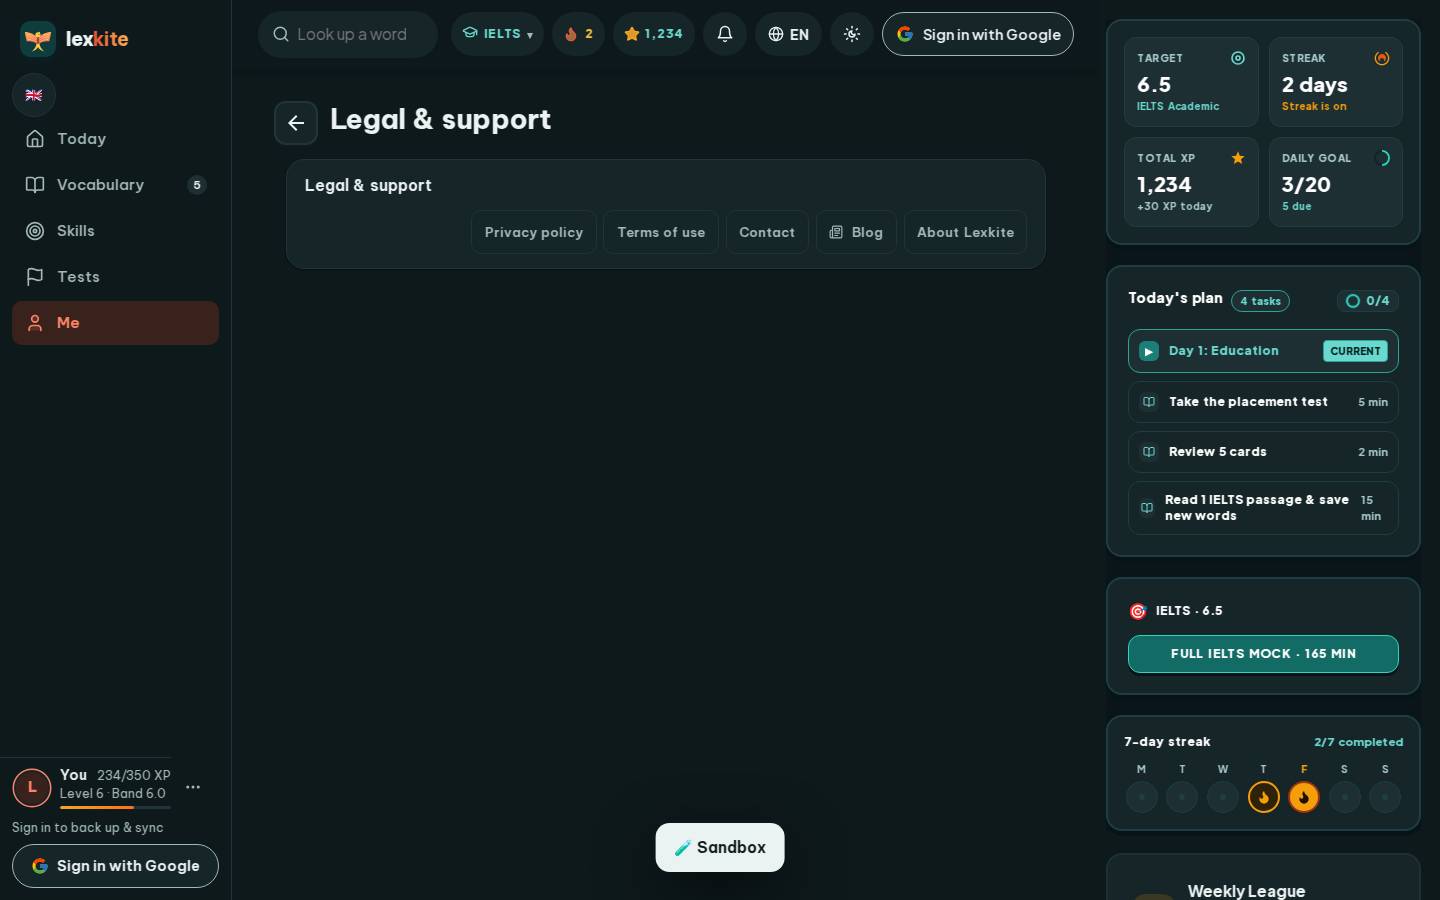 lexkite
Today
Vocabulary 5
Skills
Tests
Me
You 234/350 XP
L
Level 6 · Band 6.0
Sign in to back up & sync
Sign in with Google
Look up a word
IELTS
2
1,234
EN
Sign in with Google
Legal & support
Legal & support
Privacy policy
Terms of use
Contact
Blog
About Lexkite
Sandbox
TARGET
6.5
IELTS Academic
STREAK
2 days
Streak is on
TOTAL XP
1,234
+30 XP today
DAILY GOAL
3/20
5 due
Today's plan 4 tasks 0/4
Day 1: Education CURRENT
Take the placement test 5 min
Review 5 cards 2 min
Read 1 IELTS passage & save 15
new words min
IELTS · 6.5
FULL IELTS MOCK · 165 MIN
7-day streak 2/7 completed
M T W T F S S
Weekly League